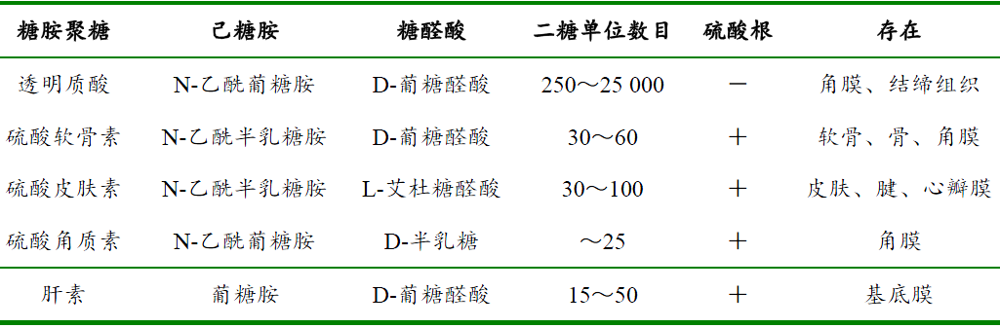 糖胺聚糖 己糖胺 糖醛酸 二糖单位数目 硫酸根 存在
透明质酸 N-乙酰葡糖胺 D-葡糖醛酸 250～25 000 － 角膜、结缔组织
硫酸软骨素 N-乙酰半乳糖胺 D-葡糖醛酸 30～60 ＋ 软骨、骨、角膜
硫酸皮肤素 N-乙酰半乳糖胺 L-艾杜糖醛酸 30～100 ＋ 皮肤、腱、心瓣膜
硫酸角质素 N-乙酰葡糖胺 D-半乳糖 ～25 ＋ 角膜
肝素 葡糖胺 D-葡糖醛酸 15～50 ＋ 基底膜